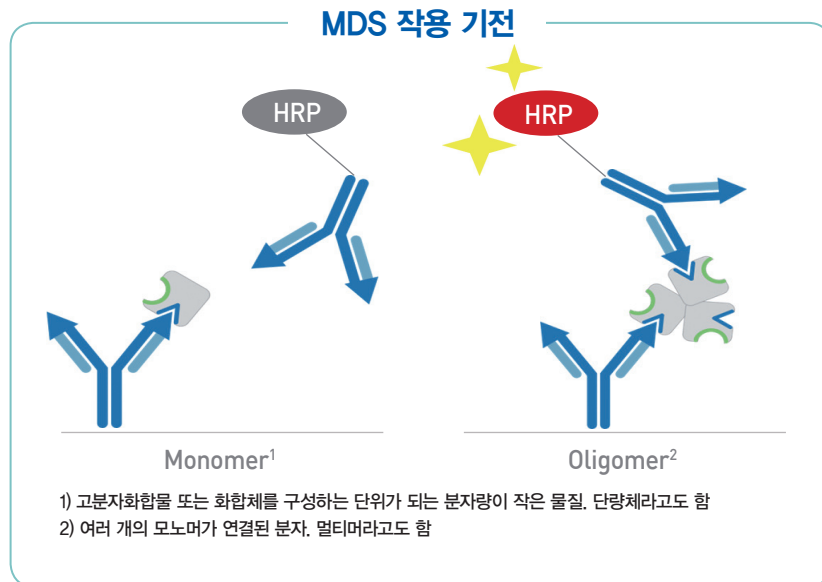 MDS 작용 기전
HRP
HRP
Monomer¹
Oligomer²
1) 고분자화합물 또는 화합체를 구성하는 단위가 되는 분자량이 작은 물질. 단량체라고도 함
2) 여러 개의 모노머가 연결된 분자. 멀티머라고도 함